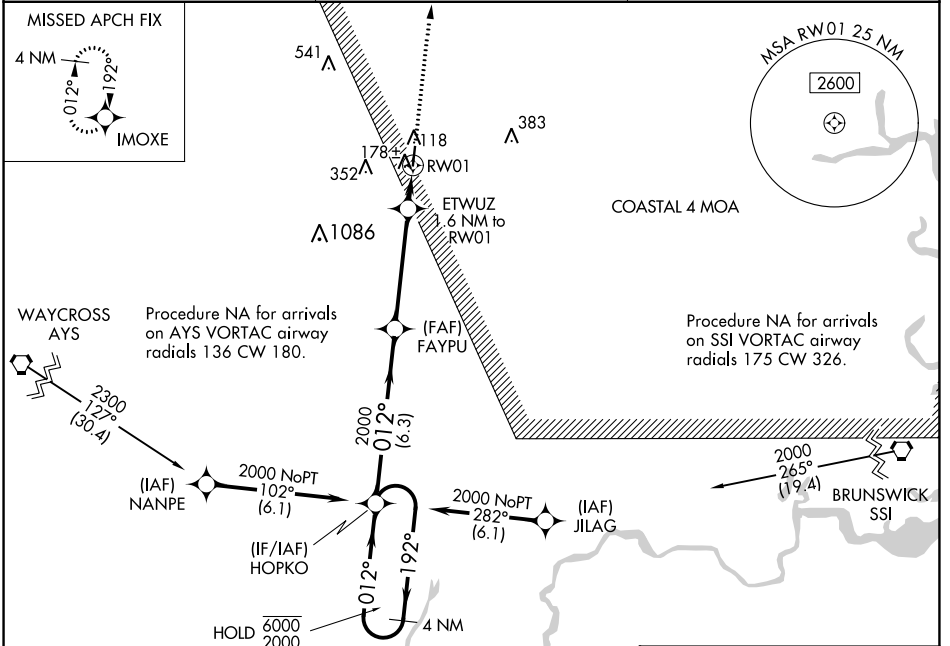 MISSED APCH FIX
4 NM
012°
192°
IMOXE
541
118
383
178±
352
RW01
MSA RW01 25 NM
2600
ETWUZ
1.6 NM to
RW01
1086
COASTAL 4 MOA
WAYCROSS
AYS
Procedure NA for arrivals
on AYS VORTAC airway
radials 136 CW 180.
(FAF)
FAYPU
Procedure NA for arrivals
on SSI VORTAC airway
radials 175 CW 326.
2300
127°
(30.4)
2000
012°
(6.3)
2000
265°
(19.4)
BRUNSWICK
SSI
(IAF)
NANPE
2000 NoPT
102°
(6.1)
2000 NoPT
282°
(6.1)
(IAF)
JILAG
(IF/IAF)
HOPKO
012°
192°
HOLD 6000
2000
4 NM